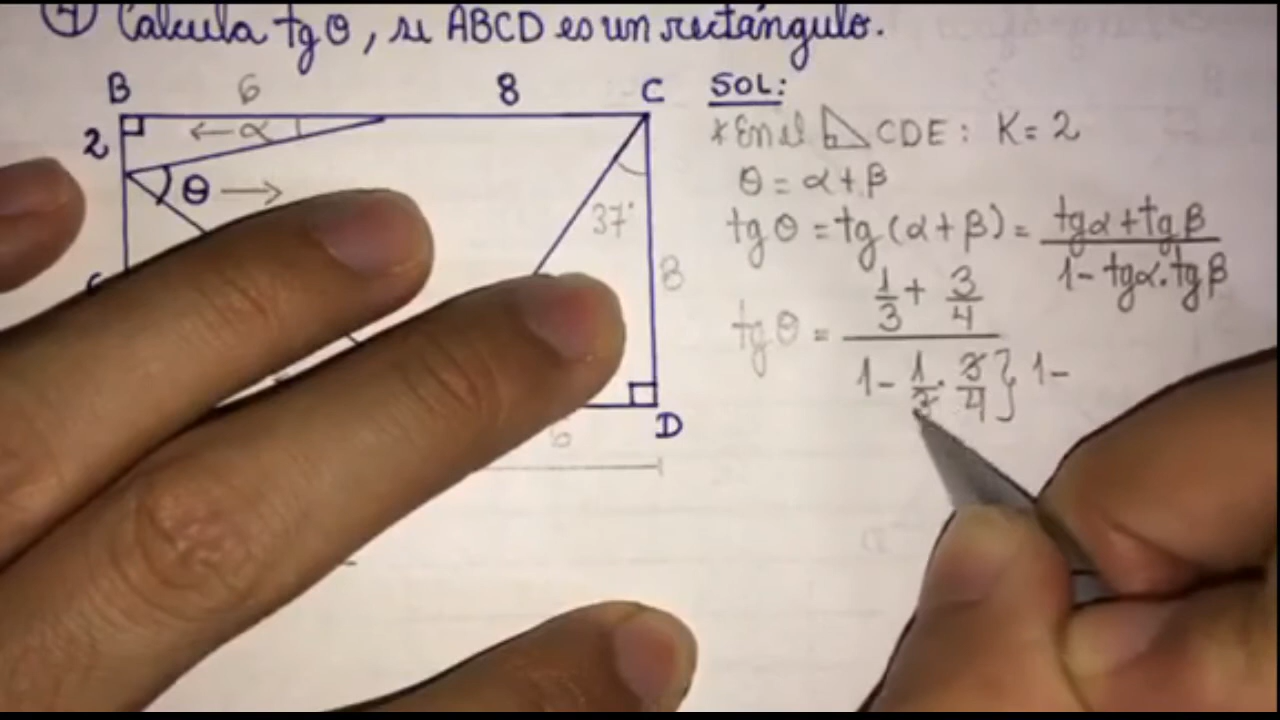 4 Calcula tgθ, si ABCD es un rectángulo.
B 6 8 C
2 ← α
θ →
37°
8
D
6
SOL:
* En el CDE: K = 2
θ = α + β
tgθ = tg(α + β) = tgα + tgβ / 1 - tgα . tgβ
tgθ = 1/3 + 3/4 / 1 - 1/3 . 3/4 } 1 -